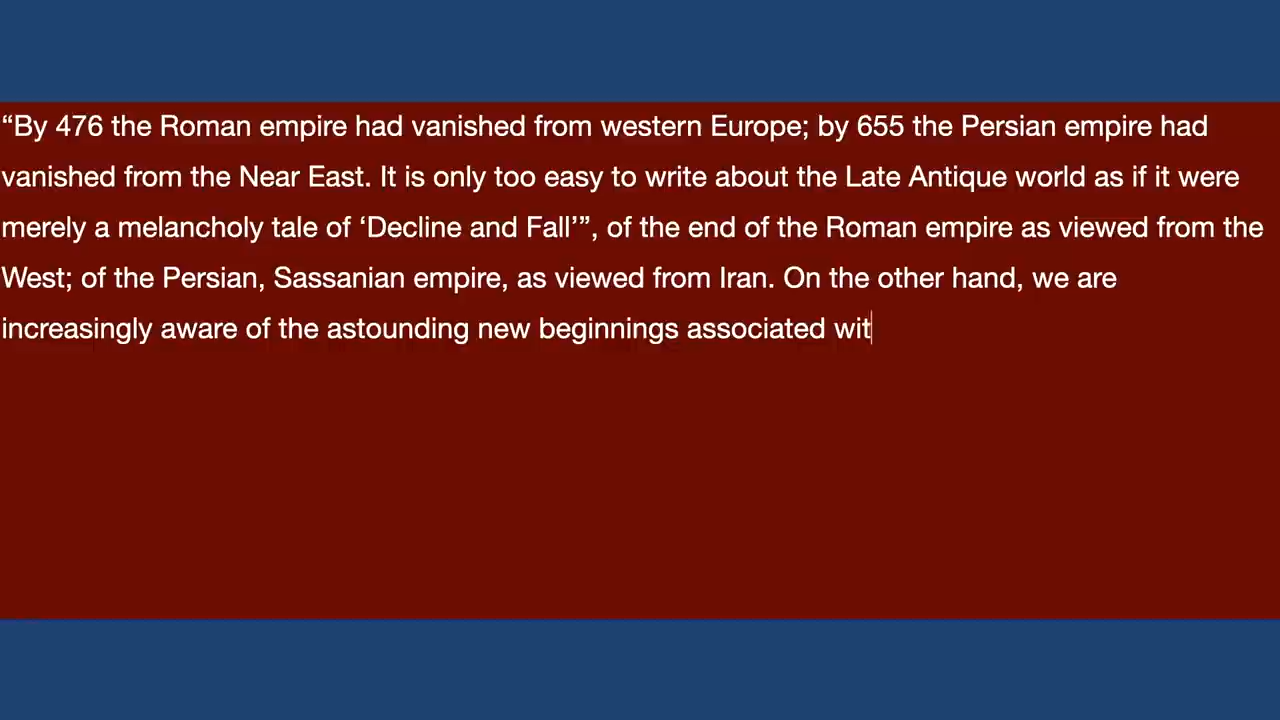 “By 476 the Roman empire had vanished from western Europe; by 655 the Persian empire had
vanished from the Near East. It is only too easy to write about the Late Antique world as if it were
merely a melancholy tale of ‘Decline and Fall’”, of the end of the Roman empire as viewed from the
West; of the Persian, Sassanian empire, as viewed from Iran. On the other hand, we are
increasingly aware of the astounding new beginnings associated wit